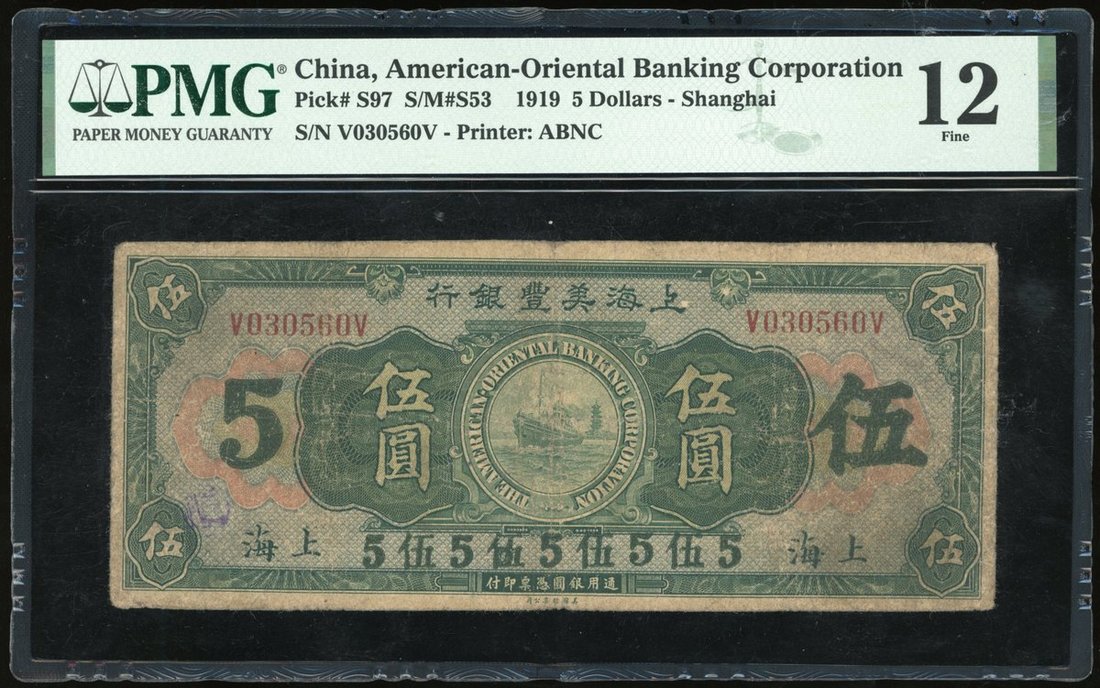 PMG® China, American-Oriental Banking Corporation
Pick# S97 S/M#S53 1919 5 Dollars - Shanghai
PAPER MONEY GUARANTY S/N V030560V - Printer: ABNC
12
Fine
伍
伍
上海美豐銀行
V030560V
V030560V
THE AMERICAN-ORIENTAL BANKING CORPORATION
5
伍圓
伍圓
伍
上海
上海
5伍5伍5伍5伍5
伍
伍
通用銀圓憑票即付